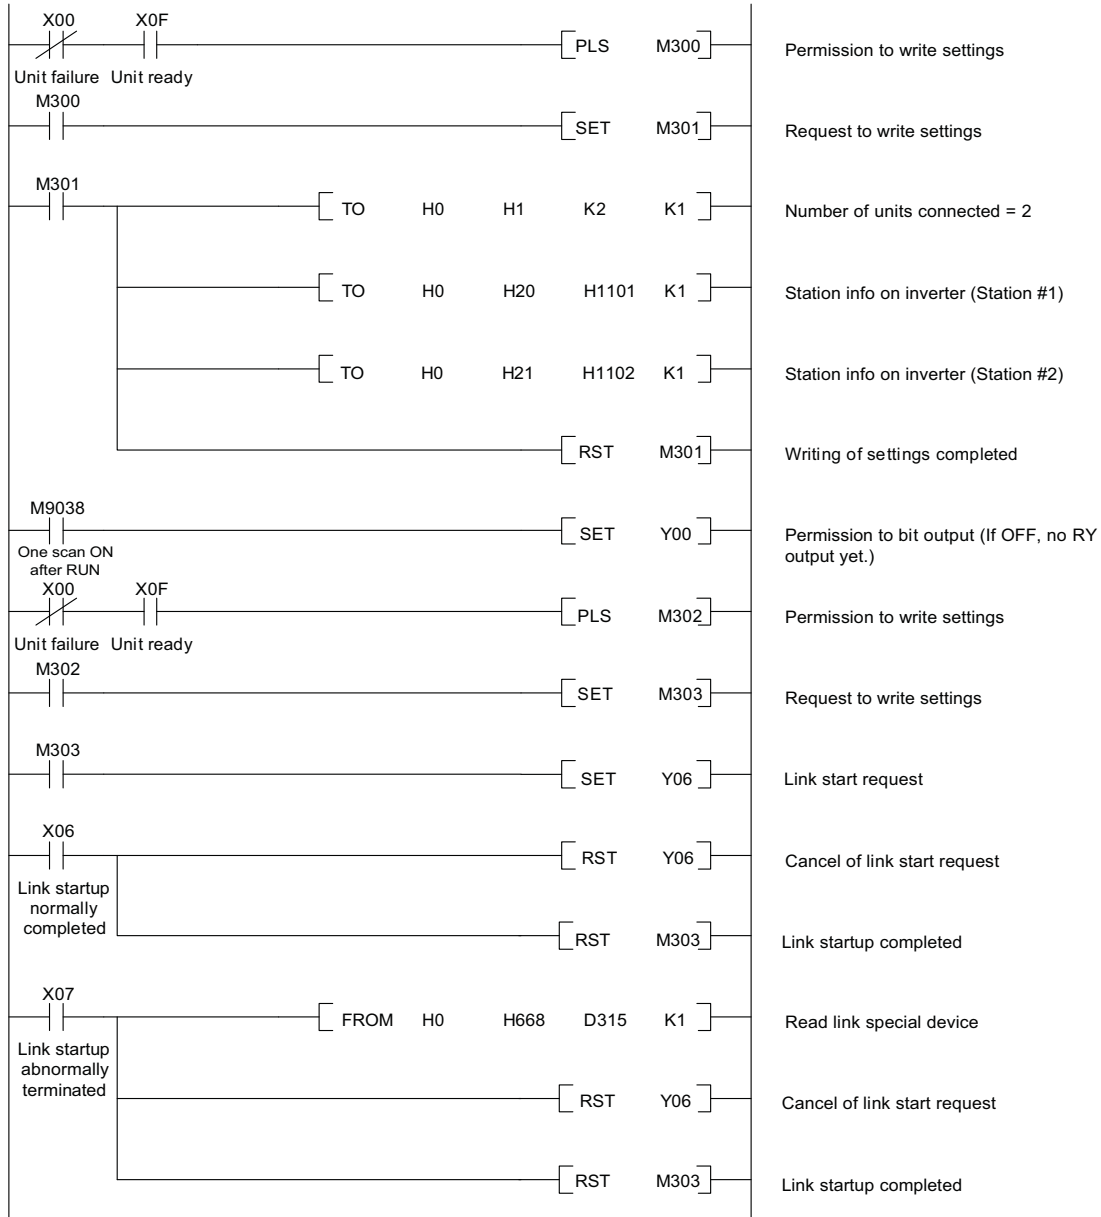 X00 X0F
PLS M300 Permission to write settings
Unit failure Unit ready
M300
SET M301 Request to write settings
M301
TO H0 H1 K2 K1 Number of units connected = 2
TO H0 H20 H1101 K1 Station info on inverter (Station #1)
TO H0 H21 H1102 K1 Station info on inverter (Station #2)
RST M301 Writing of settings completed
M9038
SET Y00 Permission to bit output (If OFF, no RY
output yet.)
One scan ON
after RUN
X00 X0F
PLS M302 Permission to write settings
Unit failure Unit ready
M302
SET M303 Request to write settings
M303
SET Y06 Link start request
X06
RST Y06 Cancel of link start request
Link startup
normally
completed
RST M303 Link startup completed
X07
FROM H0 H668 D315 K1 Read link special device
Link startup
abnormally
terminated
RST Y06 Cancel of link start request
RST M303 Link startup completed